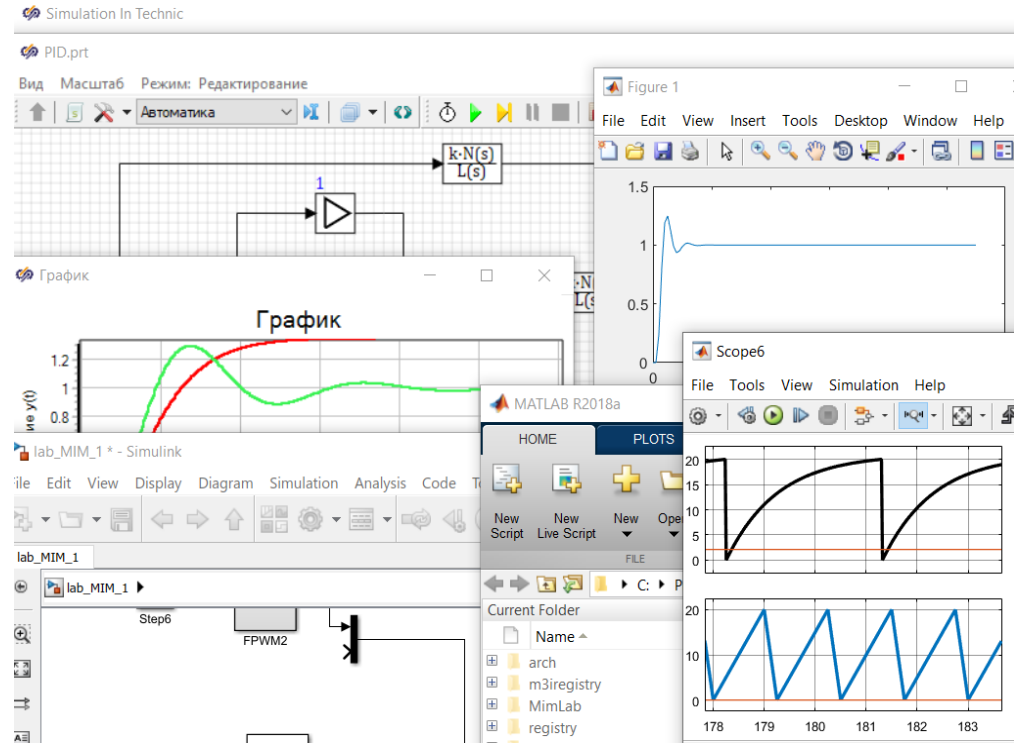 Simulation In Technic
PID.prt
Вид Масштаб Режим: Редактирование
Автоматика
k·N(s)
L(s)
1
Figure 1
File Edit View Insert Tools Desktop Window Help
1.5
1
0.5
0
0
График
График
1.2
1
0.8
y(t)
Scope6
File Tools View Simulation Help
20
15
10
5
0
20
10
0
178 179 180 181 182 183
MATLAB R2018a
HOME PLOTS
New Script
New Live Script
New
FILE
C:
Current Folder
Name
arch
m3iregistry
MimLab
registry
lab_MIM_1 * - Simulink
Edit View Display Diagram Simulation Analysis Code
lab_MIM_1
lab_MIM_1
Step6
FPWM2